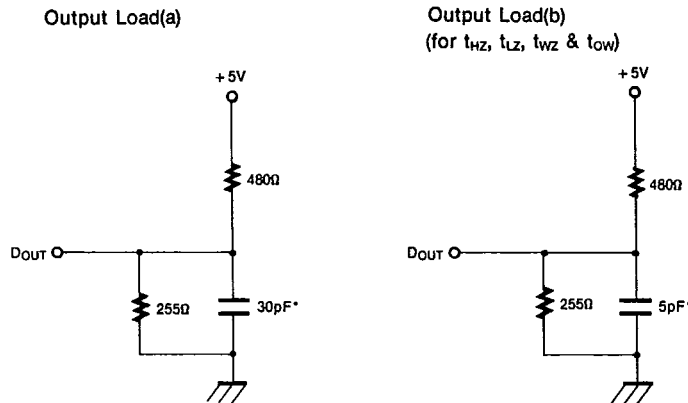 Output Load(a)
+5V
480Ω
DOUT
255Ω
30pF*
Output Load(b)
(for tHZ, tLZ, tWZ & tOW)
+5V
480Ω
DOUT
255Ω
5pF*